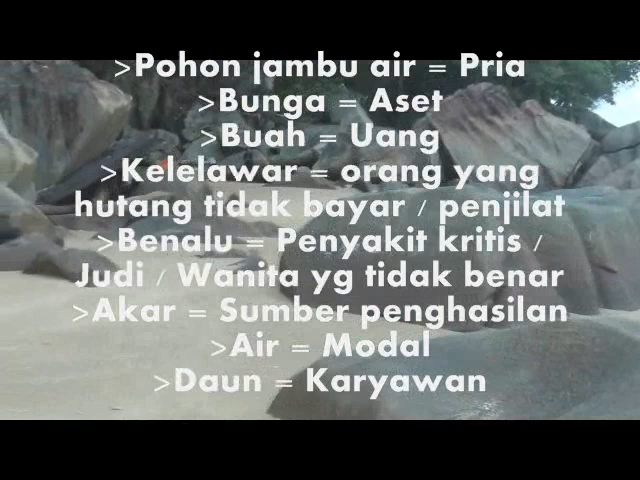 >Pohon jambu air = Pria
>Bunga = Aset
>Buah = Uang
>Kelelawar = orang yang
hutang tidak bayar / penjilat
>Benalu = Penyakit kritis /
Judi / Wanita yg tidak benar
>Akar = Sumber penghasilan
>Air = Modal
>Daun = Karyawan